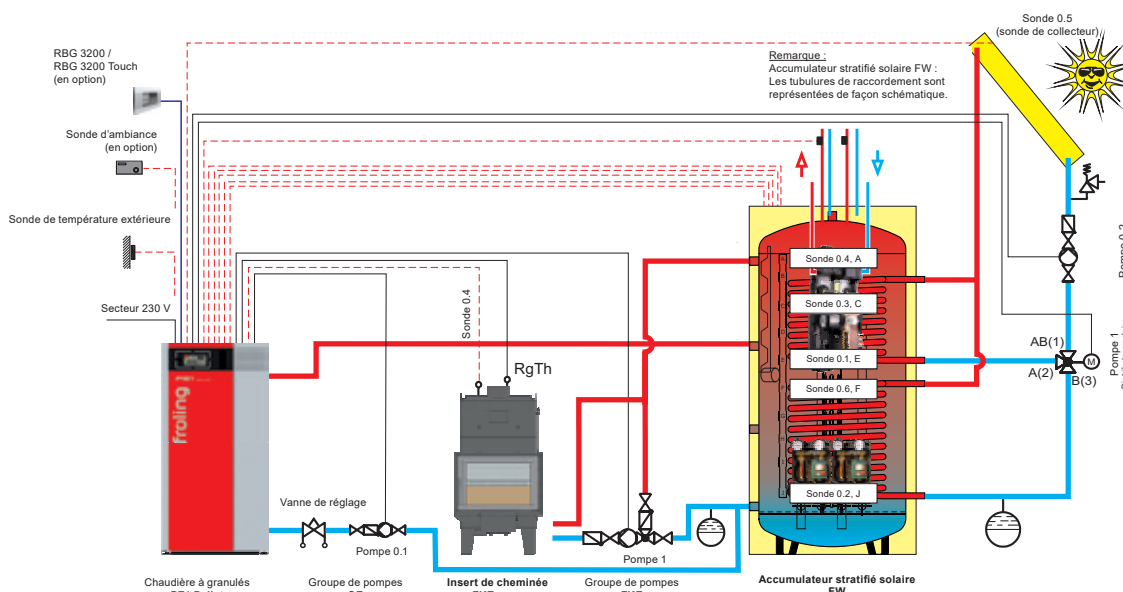 Sonde 0.5
(sonde de collecteur)
RBG 3200 /
RBG 3200 Touch
(en option)
Remarque :
Accumulateur stratifié solaire FW :
Les tubulures de raccordement sont
représentées de façon schématique.
Sonde d'ambiance
(en option)
Sonde de température extérieure
Secteur 230 V
Sonde 0.4
RgTh
Sonde 0.4, A
Sonde 0.3, C
Sonde 0.1, E
Sonde 0.6, F
Sonde 0.2, J
Pompe 0.2
AB(1)
A(2)
B(3)
M
Pompe 1
froling
Vanne de réglage
Pompe 0.1
Pompe 1
Chaudière à granulés
Groupe de pompes
Insert de cheminée
Groupe de pompes
Accumulateur stratifié solaire
FW